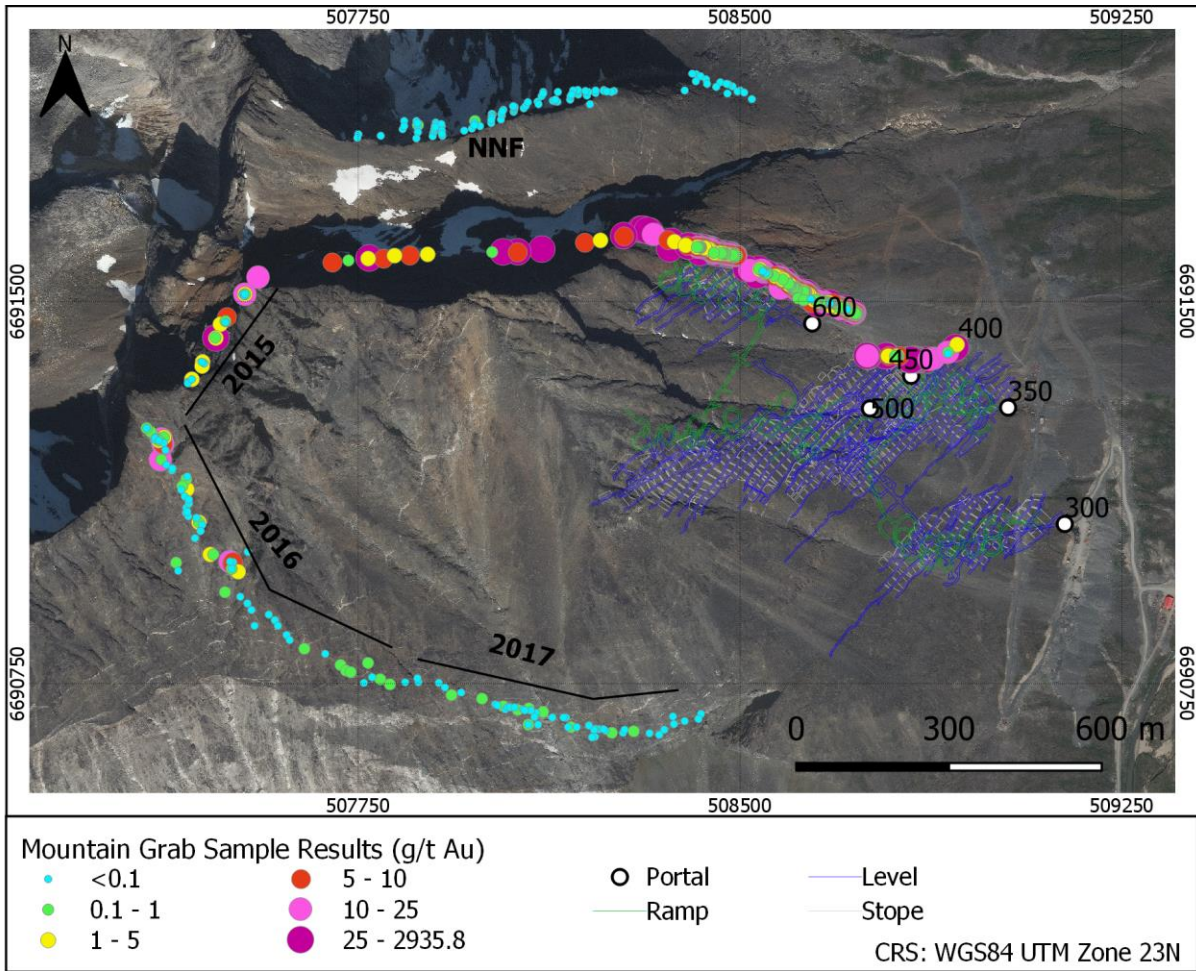 507750 508500 509250
N
NNF
6691500
6691500
600
400
450
350
500
2015
300
2016
2017
6690750
6690750
0 300 600 m
507750 508500 509250
Mountain Grab Sample Results (g/t Au)
<0.1 5 - 10 Portal Level
0.1 - 1 10 - 25 Ramp Stope
1 - 5 25 - 2935.8
CRS: WGS84 UTM Zone 23N